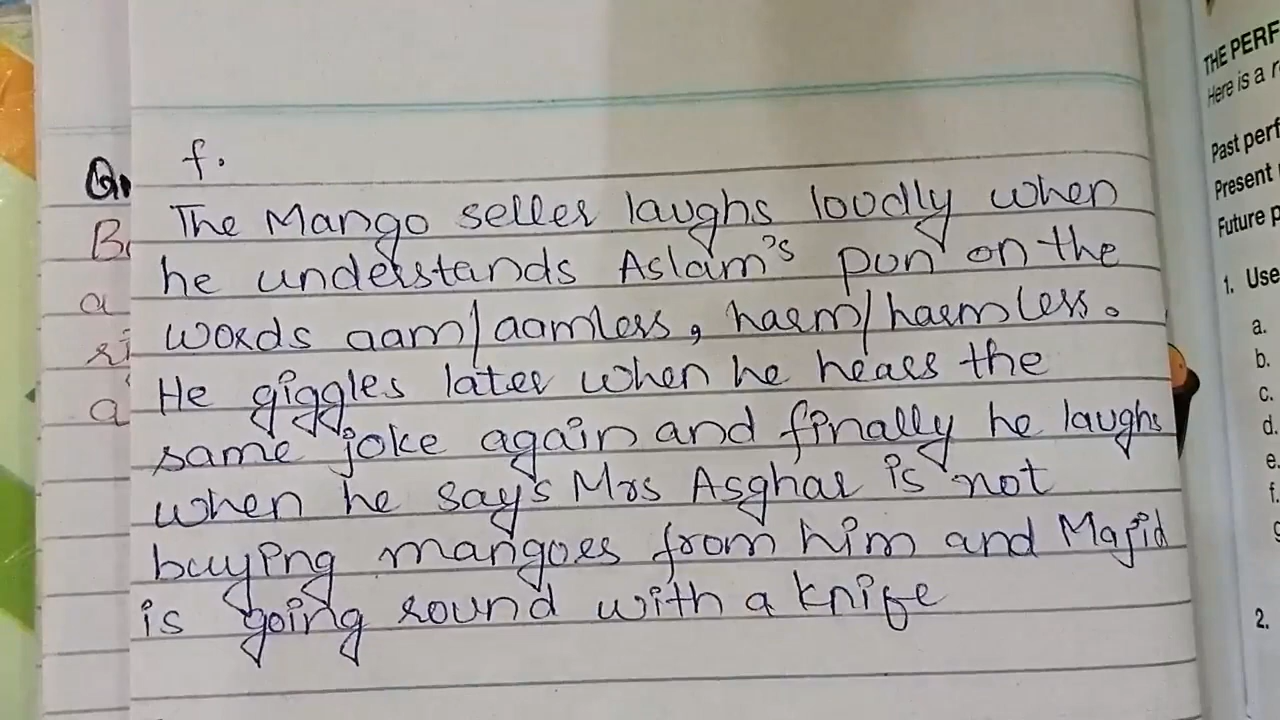 f.
The Mango seller laughs loudly when
he understands Aslam's pun on the
words aam/aamless, harm/harmless.
He giggles later when he hears the
same joke again and finally he laughs
when he says Mrs Asghar is not
buying mangoes from him and Majid
is going round with a knife
Qu
B
a
ri
a
THE PERF
Here is a r
Past perf
Present
Future p
1. Use
a.
b.
c.
d.
e.
f.
g
2.